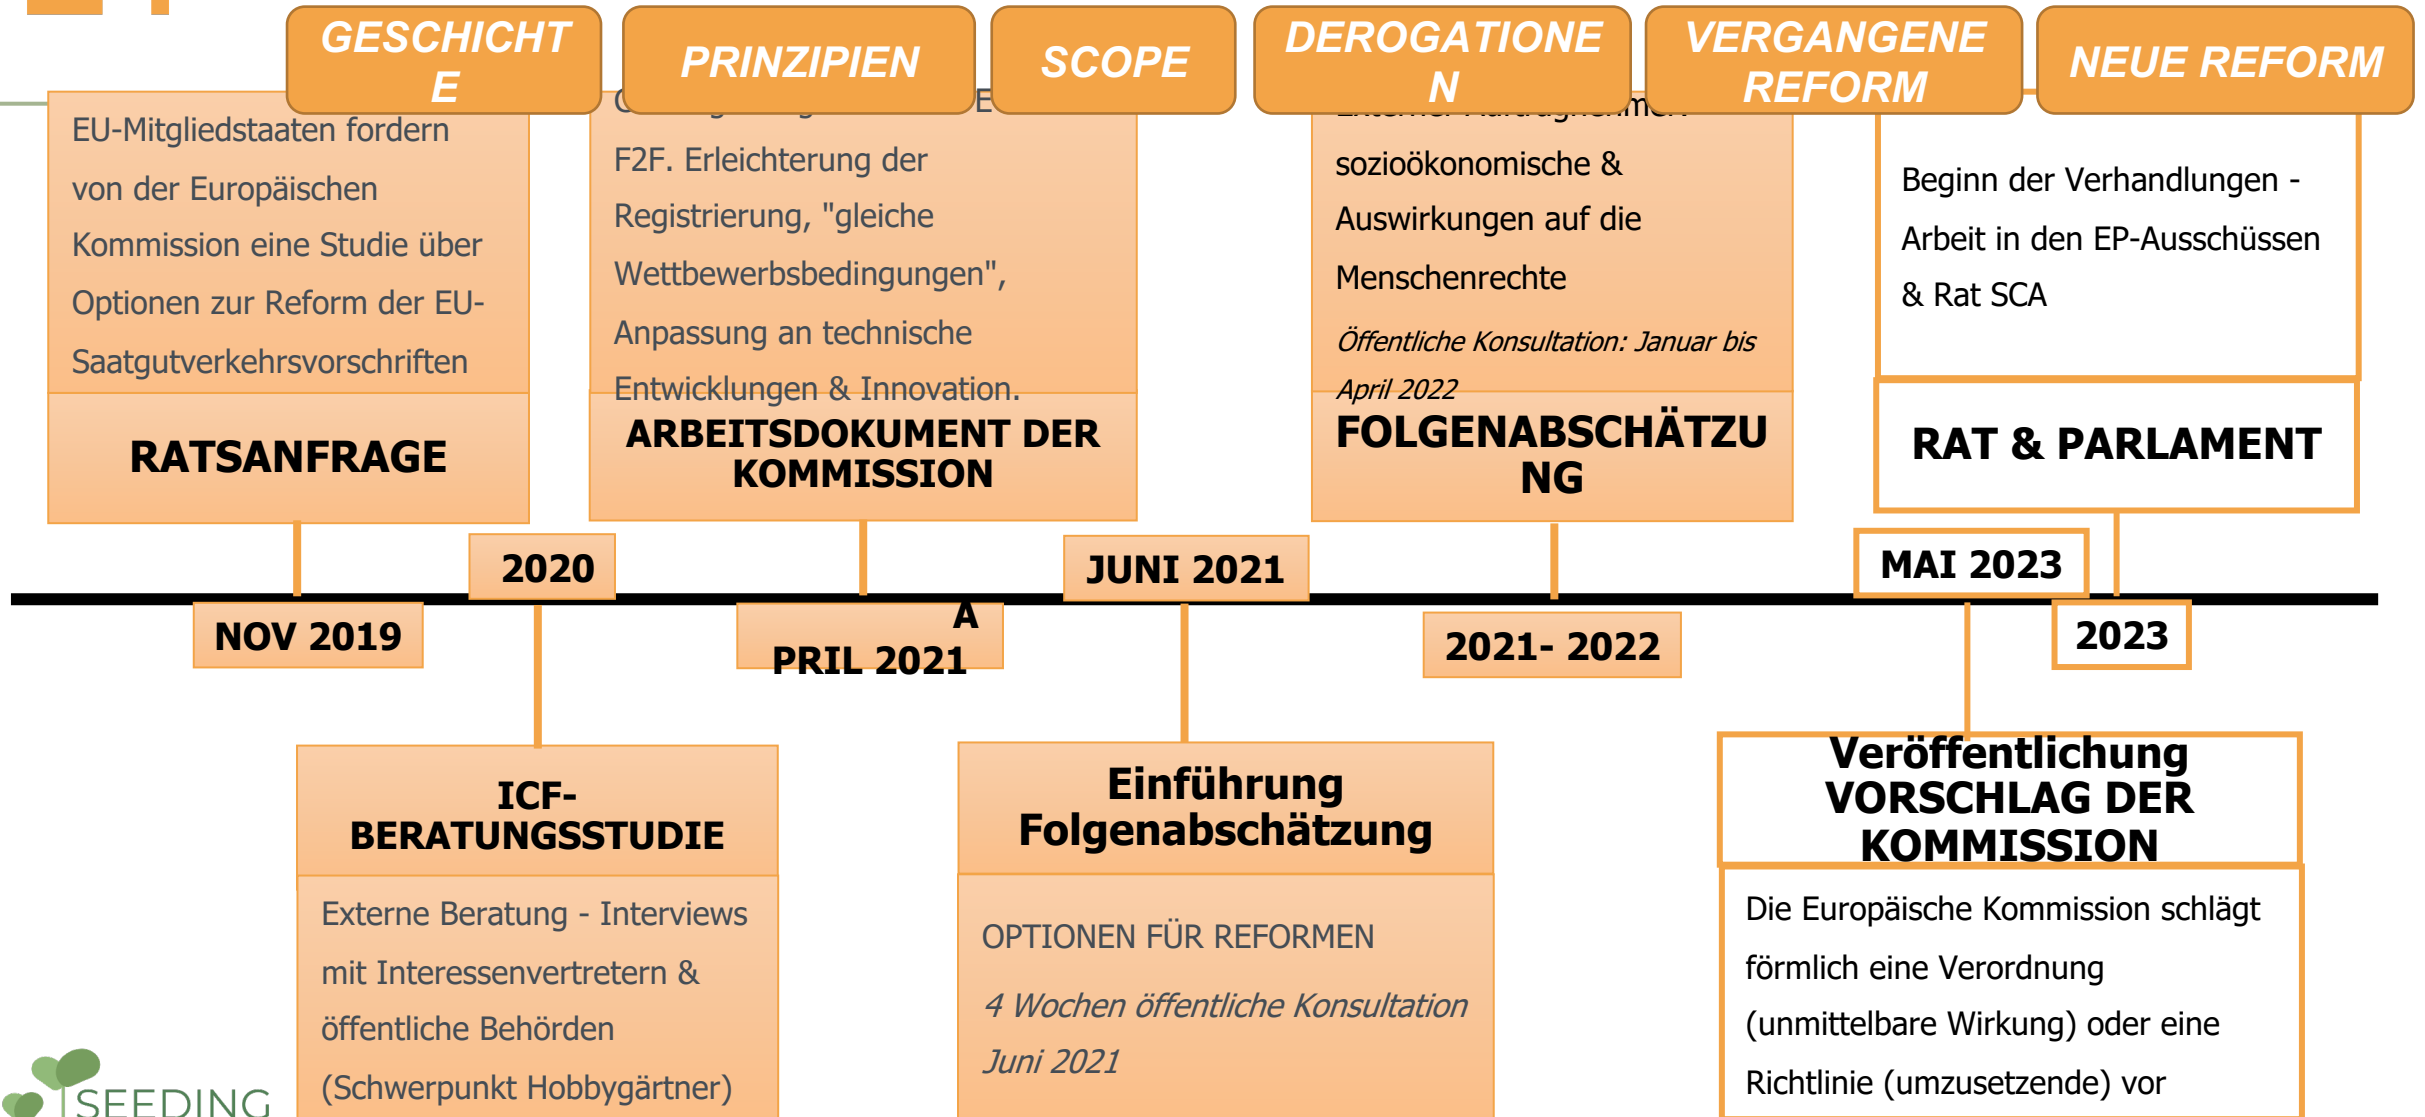 GESCHICHT
E
PRINZIPIEN
SCOPE
DEROGATIONE
N
VERGANGENE
REFORM
NEUE REFORM
EU-Mitgliedstaaten fordern
von der Europäischen
Kommission eine Studie über
Optionen zur Reform der EU-
Saatgutverkehrsvorschriften
RATSANFRAGE
F2F. Erleichterung der
Registrierung, "gleiche
Wettbewerbsbedingungen",
Anpassung an technische
Entwicklungen & Innovation.
ARBEITSDOKUMENT DER
KOMMISSION
sozioökonomische &
Auswirkungen auf die
Menschenrechte
Öffentliche Konsultation: Januar bis
April 2022
FOLGENABSCHÄTZU
NG
Beginn der Verhandlungen -
Arbeit in den EP-Ausschüssen
& Rat SCA
RAT & PARLAMENT
2020
JUNI 2021
MAI 2023
NOV 2019
A
PRIL 2021
2021- 2022
2023
ICF-
BERATUNGSSTUDIE
Externe Beratung - Interviews
mit Interessenvertretern &
öffentliche Behörden
(Schwerpunkt Hobbygärtner)
Einführung
Folgenabschätzung
OPTIONEN FÜR REFORMEN
4 Wochen öffentliche Konsultation
Juni 2021
Veröffentlichung
VORSCHLAG DER
KOMMISSION
Die Europäische Kommission schlägt
förmlich eine Verordnung
(unmittelbare Wirkung) oder eine
Richtlinie (umzusetzende) vor
SEEDING